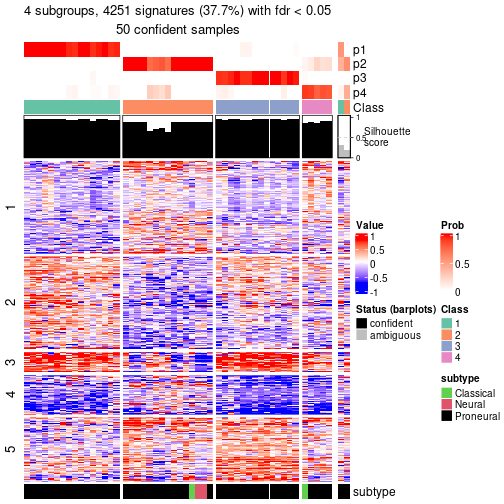 4 subgroups, 4251 signatures (37.7%) with fdr < 0.05
50 confident samples
p1
p2
p3
p4
Class
1
0.5
0
Silhouette
score
1
2
3
4
5
subtype
Value
1
0.5
0
-0.5
-1
Prob
1
0.5
0
Status (barplots)
confident
ambiguous
Class
1
2
3
4
subtype
Classical
Neural
Proneural